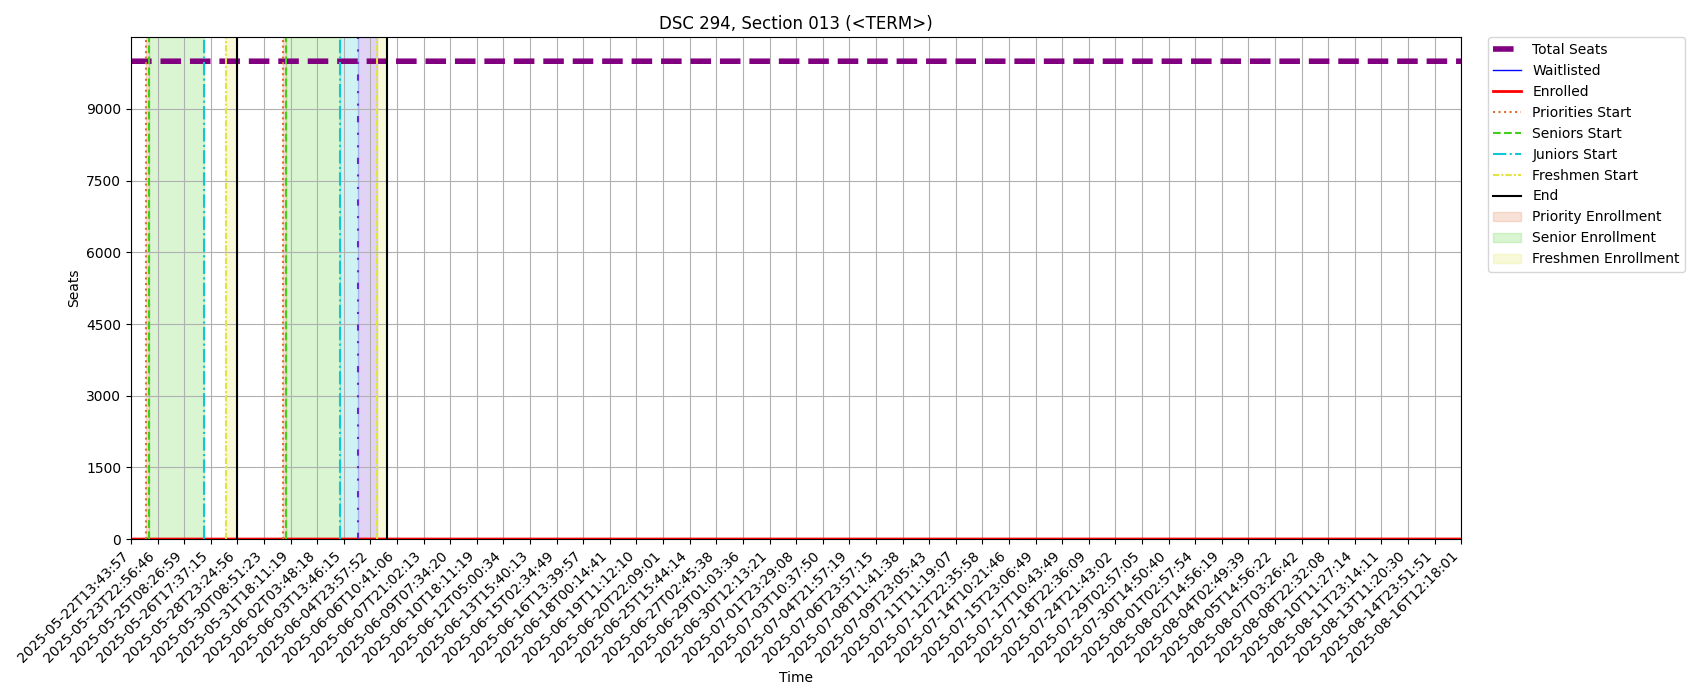 DSC 294, Section 013 (<TERM>)
Total Seats
Waitlisted
Enrolled
Priorities Start
Seniors Start
Juniors Start
Freshmen Start
End
Priority Enrollment
Senior Enrollment
Freshmen Enrollment
Seats
9000
7500
6000
4500
3000
1500
0
2025-05-22T13:43:57
2025-05-23T22:56:46
2025-05-25T08:26:59
2025-05-26T17:37:15
2025-05-28T23:24:56
2025-05-30T08:51:23
2025-05-31T18:11:19
2025-06-02T03:48:18
2025-06-03T13:46:15
2025-06-04T23:57:52
2025-06-06T10:41:06
2025-06-07T21:02:13
2025-06-09T07:34:20
2025-06-10T18:11:19
2025-06-12T05:00:34
2025-06-13T15:40:13
2025-06-15T02:34:49
2025-06-16T13:39:57
2025-06-18T00:14:41
2025-06-19T11:12:10
2025-06-20T22:09:01
2025-06-25T15:44:14
2025-06-27T02:45:38
2025-06-29T01:03:36
2025-06-30T12:13:21
2025-07-01T23:29:08
2025-07-03T10:37:50
2025-07-04T21:57:19
2025-07-06T23:57:15
2025-07-08T11:41:38
2025-07-09T23:05:43
2025-07-11T11:19:07
2025-07-12T22:35:58
2025-07-14T10:21:46
2025-07-15T23:06:49
2025-07-17T10:43:49
2025-07-18T22:36:09
2025-07-24T21:43:02
2025-07-29T02:57:05
2025-07-30T14:50:40
2025-08-01T02:57:54
2025-08-02T14:56:19
2025-08-04T02:49:39
2025-08-05T14:56:22
2025-08-07T03:26:42
2025-08-08T22:32:08
2025-08-10T11:27:14
2025-08-11T23:14:11
2025-08-13T11:20:30
2025-08-14T23:51:51
2025-08-16T12:18:01
Time